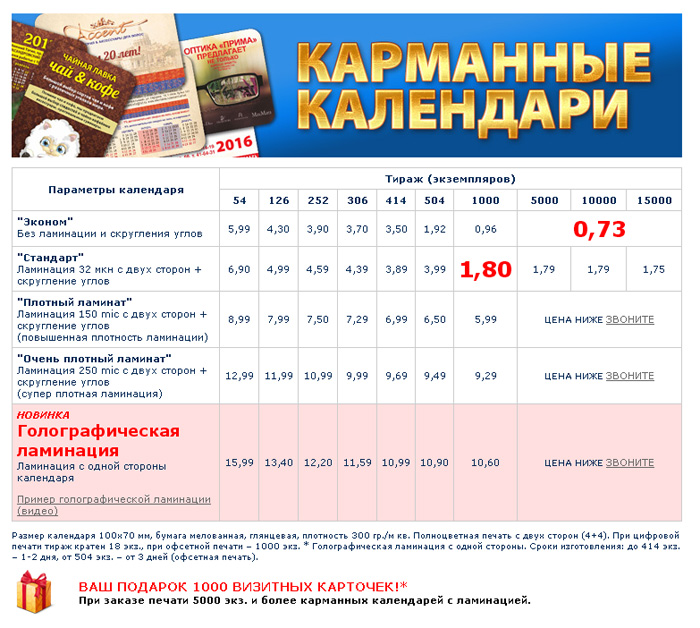 201
ЧАЙНАЯ ЛАВКА
чай & кофе
Accent
20 лет!
ОПТИКА «ПРИМА»
ПРЕДЛАГАЕТ
НЕ ТОЛЬКО
2016
КАРМАННЫЕ
КАЛЕНДАРИ
Параметры календаря
Тираж (экземпляров)
54 126 252 306 414 504 1000 5000 10000 15000
"Эконом"
Без ламинации и скругления углов
5,99 4,30 3,90 3,70 3,50 1,92 0,96 0,73
"Стандарт"
Ламинация 32 мкн с двух сторон +
скругление углов
6,90 4,99 4,59 4,39 3,89 3,99 1,80 1,79 1,79 1,75
"Плотный ламинат"
Ламинация 150 mic с двух сторон +
скругление углов
(повышенная плотность ламинации)
8,99 7,99 7,50 7,29 6,99 6,50 5,99 ЦЕНА НИЖЕ ЗВОНИТЕ
"Очень плотный ламинат"
Ламинация 250 mic с двух сторон +
скругление углов
(супер плотная ламинация)
12,99 11,99 10,99 9,99 9,69 9,49 9,29 ЦЕНА НИЖЕ ЗВОНИТЕ
НОВИНКА
Голографическая
ламинация
Ламинация с одной стороны
календаря
Пример голографической ламинации
(видео)
15,99 13,40 12,20 11,59 10,99 10,90 10,60 ЦЕНА НИЖЕ ЗВОНИТЕ
Размер календаря 100х70 мм, бумага мелованная, глянцевая, плотность 300 гр./м кв. Полноцветная печать с двух сторон (4+4). При цифровой
печати тираж кратен 18 экз., при офсетной печати – 1000 экз. * Голографическая ламинация с одной стороны. Сроки изготовления: до 414 экз.
– 1-2 дня, от 504 экз. – от 3 дней (офсетная печать).
ВАШ ПОДАРОК 1000 ВИЗИТНЫХ КАРТОЧЕК!*
При заказе печати 5000 экз. и более карманных календарей с ламинацией.